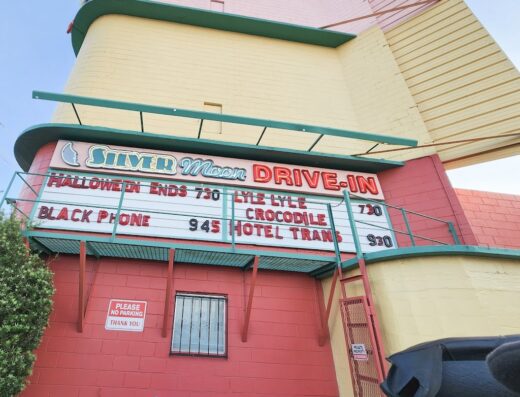 SILVER Moon DRIVE-IN
HALLOWEEN ENDS 730
BLACK PHONE 945
LYLE LYLE
CROCODILE 730
HOTEL TRANS 930
PLEASE
NO PARKING
THANK YOU